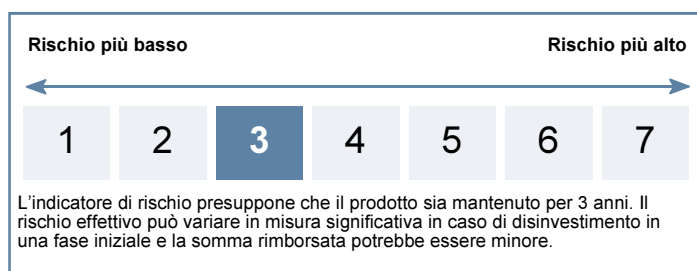 Rischio più basso Rischio più alto
1 2 3 4 5 6 7
L'indicatore di rischio presuppone che il prodotto sia mantenuto per 3 anni. Il
rischio effettivo può variare in misura significativa in caso di disinvestimento in
una fase iniziale e la somma rimborsata potrebbe essere minore.